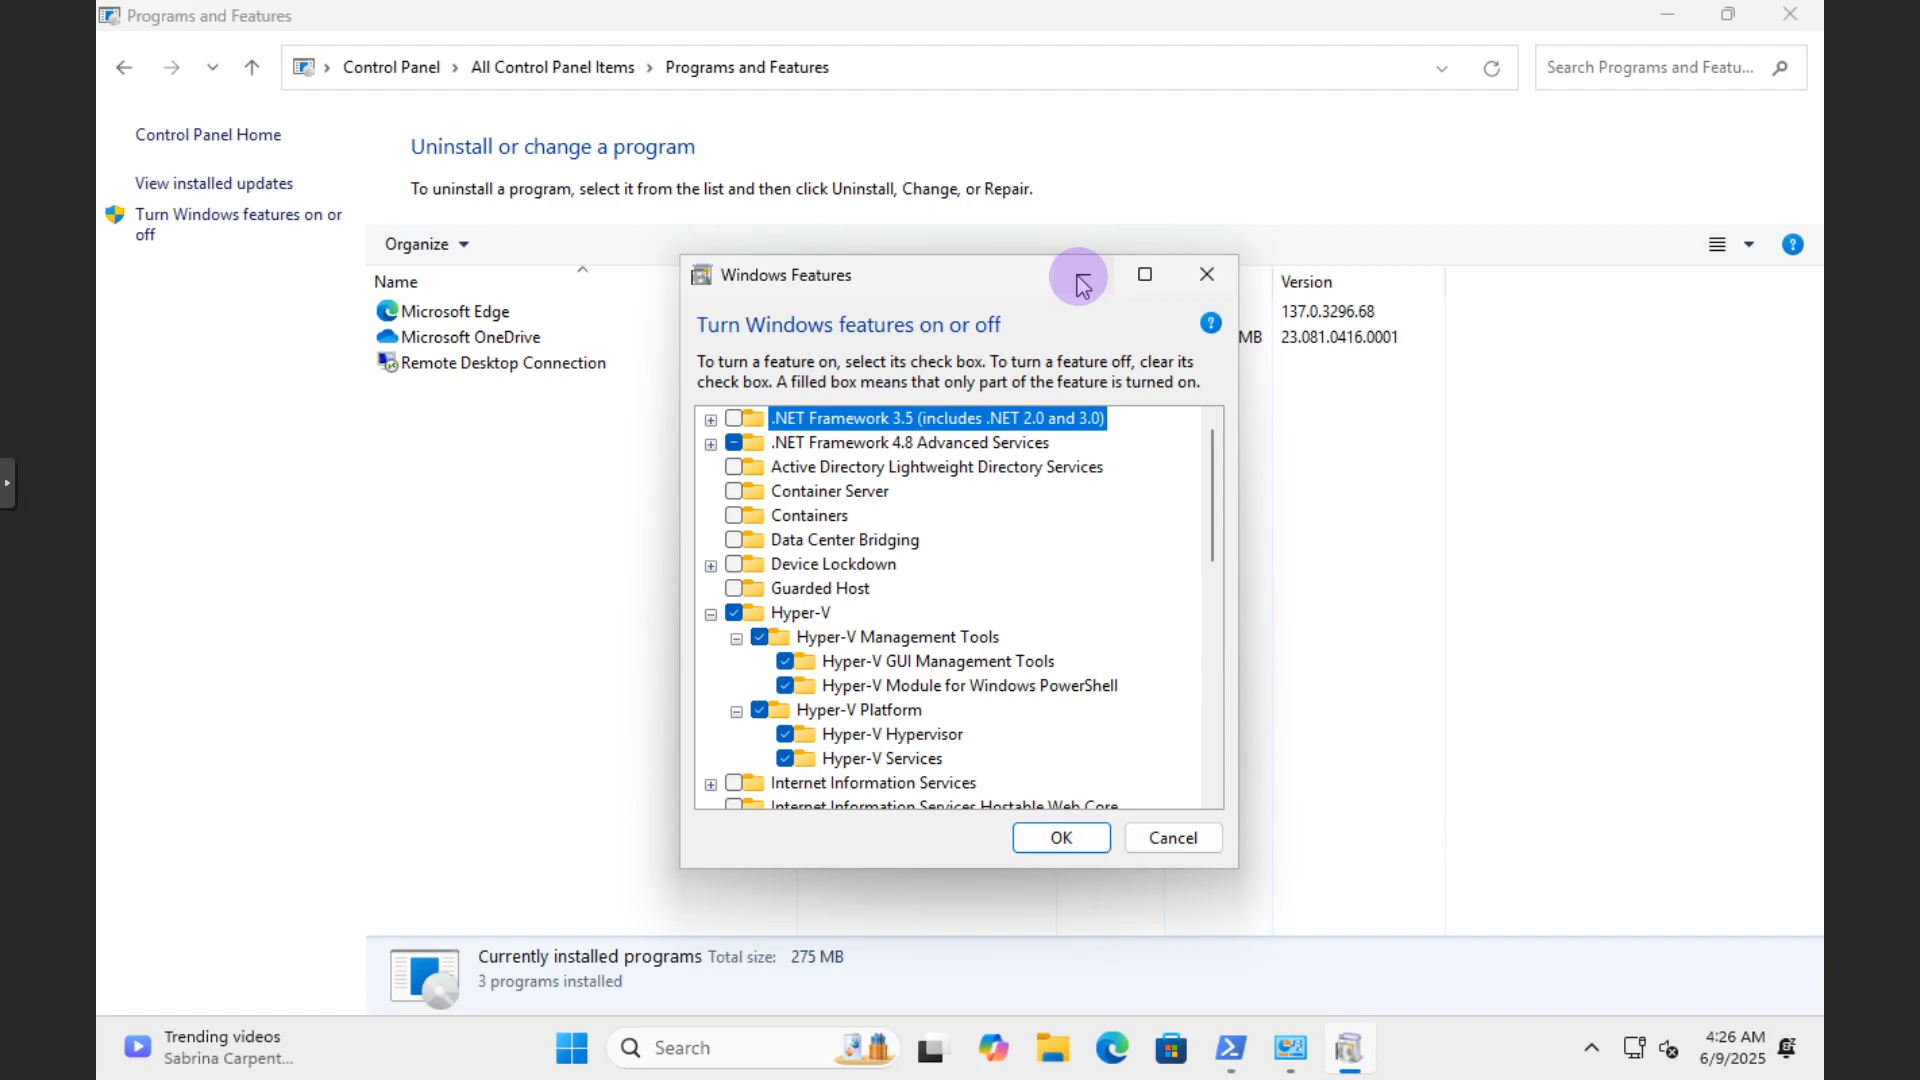 Programs and Features
Control Panel > All Control Panel Items > Programs and Features
Search Programs and Featu...
Control Panel Home
View installed updates
Turn Windows features on or
off
Uninstall or change a program
To uninstall a program, select it from the list and then click Uninstall, Change, or Repair.
Organize
Name
Version
Microsoft Edge
137.0.3296.68
Microsoft OneDrive
MB
23.081.0416.0001
Remote Desktop Connection
Windows Features
Turn Windows features on or off
To turn a feature on, select its check box. To turn a feature off, clear its
check box. A filled box means that only part of the feature is turned on.
.NET Framework 3.5 (includes .NET 2.0 and 3.0)
.NET Framework 4.8 Advanced Services
Active Directory Lightweight Directory Services
Container Server
Containers
Data Center Bridging
Device Lockdown
Guarded Host
Hyper-V
Hyper-V Management Tools
Hyper-V GUI Management Tools
Hyper-V Module for Windows PowerShell
Hyper-V Platform
Hyper-V Hypervisor
Hyper-V Services
Internet Information Services
Internet Information Services Hostable Web Core
OK
Cancel
Currently installed programs Total size: 275 MB
3 programs installed
Trending videos
Sabrina Carpent...
Search
4:26 AM
6/9/2025